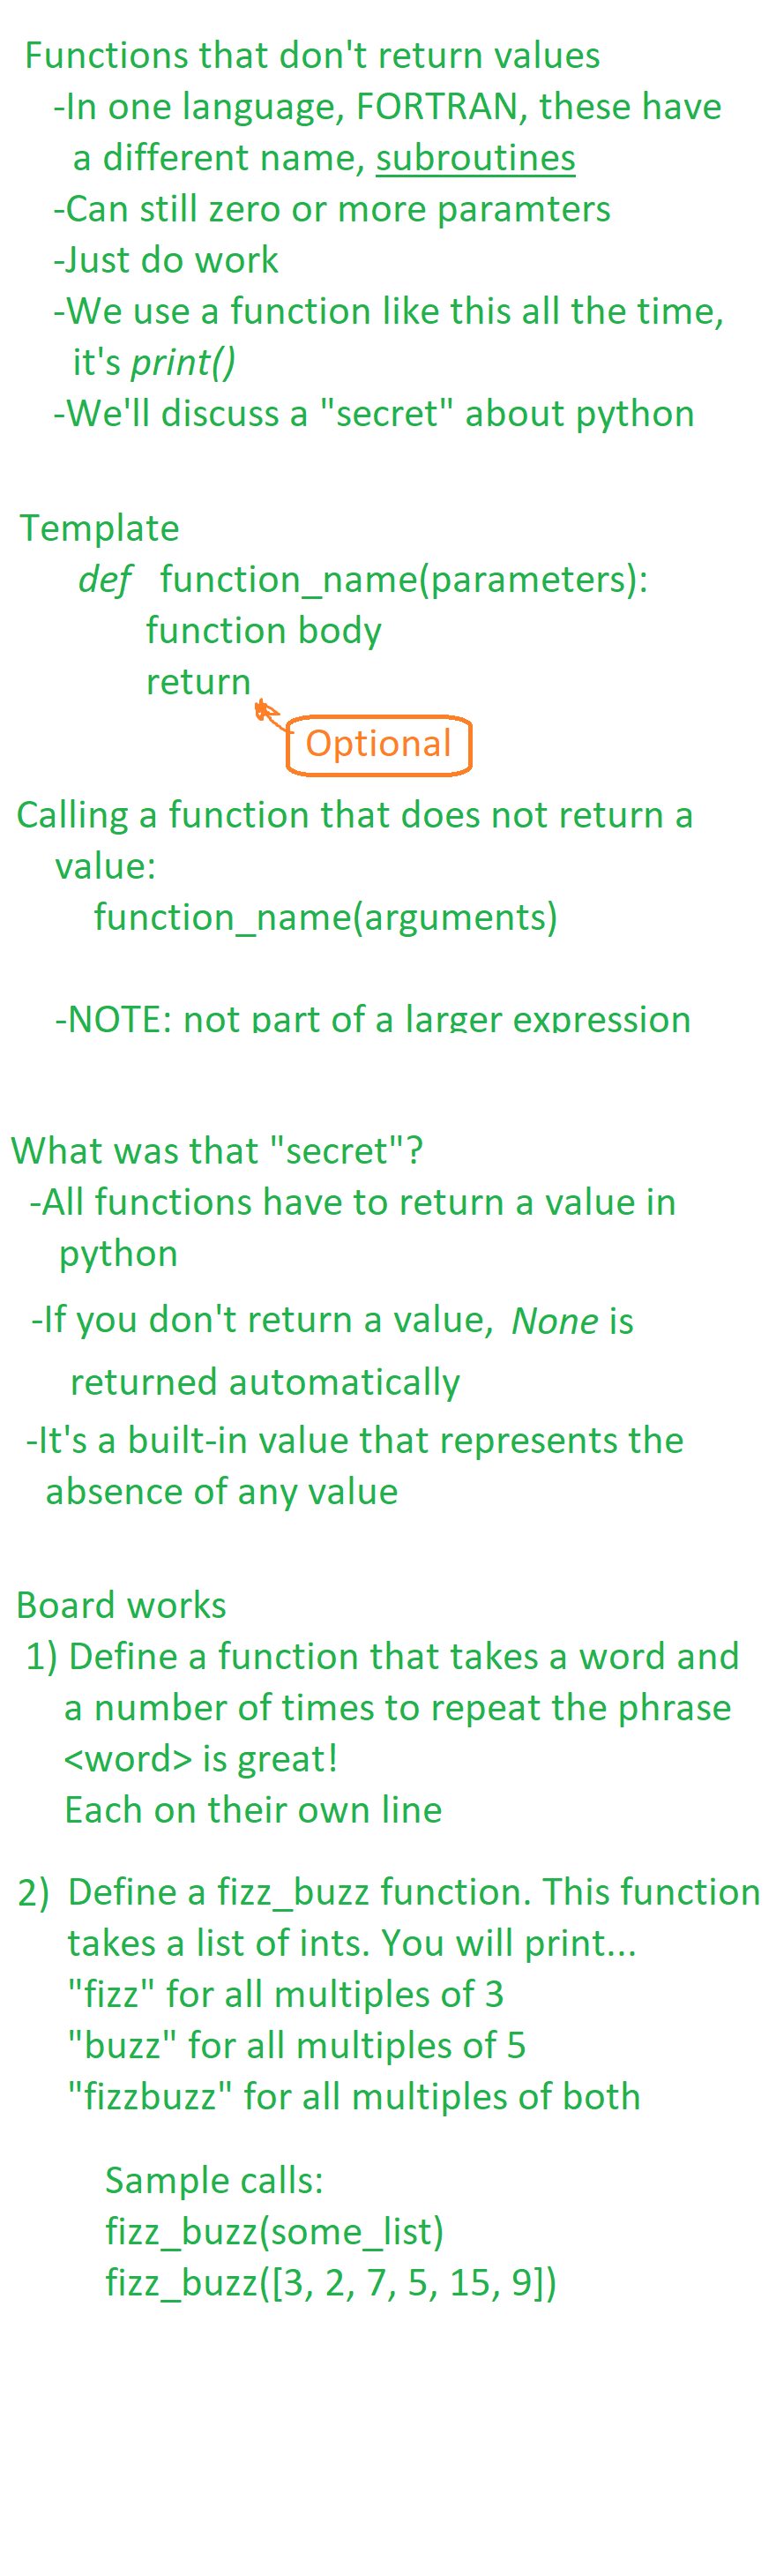 Functions that don't return values
-In one language, FORTRAN, these have
a different name, subroutines
-Can still zero or more paramters
-Just do work
-We use a function like this all the time,
it's print()
-We'll discuss a "secret" about python
Template
def function_name(parameters):
function body
return
Optional
Calling a function that does not return a
value:
function_name(arguments)
-NOTE: not part of a larger expression
What was that "secret"?
-All functions have to return a value in
python
-If you don't return a value, None is
returned automatically
-It's a built-in value that represents the
absence of any value
Board works
1) Define a function that takes a word and
a number of times to repeat the phrase
<word> is great!
Each on their own line
2) Define a fizz_buzz function. This function
takes a list of ints. You will print...
"fizz" for all multiples of 3
"buzz" for all multiples of 5
"fizzbuzz" for all multiples of both
Sample calls:
fizz_buzz(some_list)
fizz_buzz([3, 2, 7, 5, 15, 9])